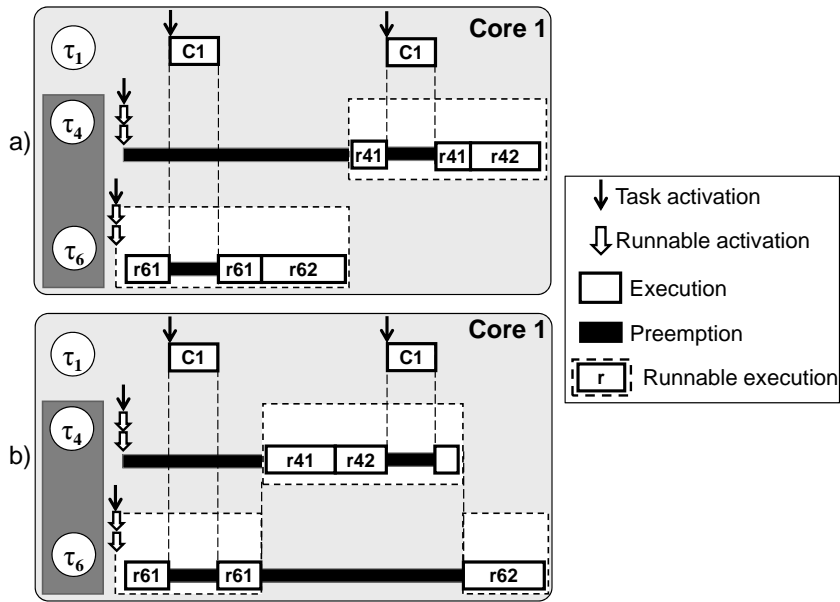 Core 1
τ1
C1
C1
a)
τ4
r41
r41
r42
τ6
r61
r61
r62
Core 1
τ1
C1
C1
b)
τ4
r41
r42
τ6
r61
r61
r62
Task activation
Runnable activation
Execution
Preemption
r
Runnable execution